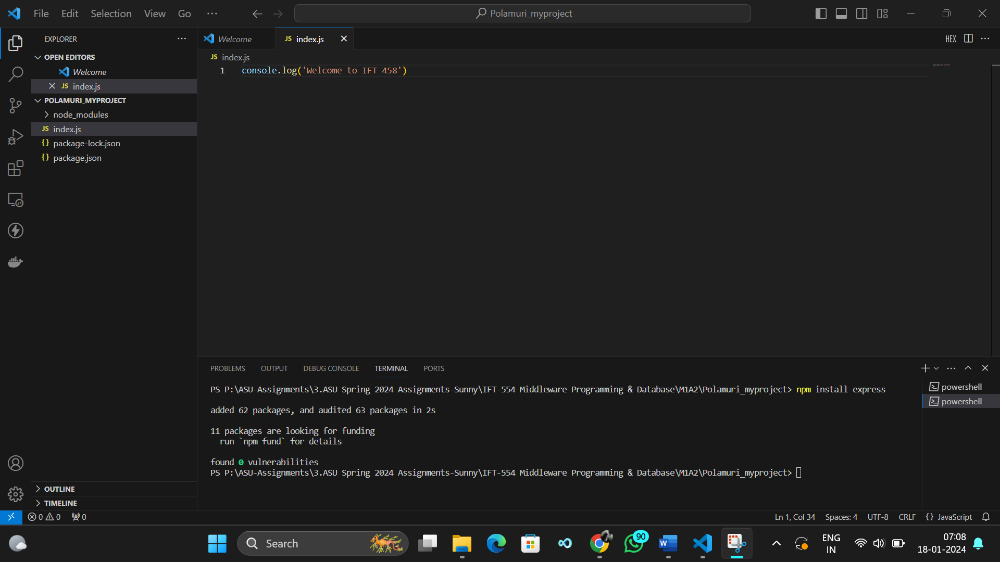 File Edit Selection View Go ···
Polamuri_myproject
EXPLORER
OPEN EDITORS
Welcome
JS index.js
POLAMURI_MYPROJECT
node_modules
JS index.js
{} package-lock.json
{} package.json
OUTLINE
TIMELINE
Welcome JS index.js
HEX
JS index.js
1 console.log('Welcome to IFT 458')
PROBLEMS OUTPUT DEBUG CONSOLE TERMINAL PORTS
PS P:\ASU-Assignments\3.ASU Spring 2024 Assignments-Sunny\IFT-554 Middleware Programming & Database\M1A2\Polamuri_myproject> npm install express
added 62 packages, and audited 63 packages in 2s
11 packages are looking for funding
run `npm fund` for details
found 0 vulnerabilities
PS P:\ASU-Assignments\3.ASU Spring 2024 Assignments-Sunny\IFT-554 Middleware Programming & Database\M1A2\Polamuri_myproject>
powershell
powershell
0 0 0
Ln 1, Col 34 Spaces: 4 UTF-8 CRLF {} JavaScript
Search
90
W
ENG
IN
07:08
18-01-2024